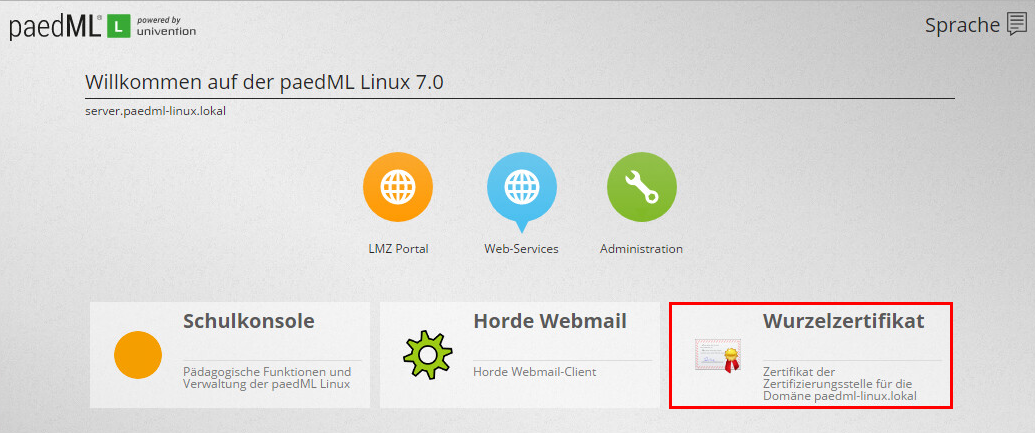 paedML® L powered by univention
Sprache
Willkommen auf der paedML Linux 7.0
server.paedml-linux.lokal
LMZ Portal
Web-Services
Administration
Schulkonsole
Pädagogische Funktionen und
Verwaltung der paedML Linux
Horde Webmail
Horde Webmail-Client
Wurzelzertifikat
Zertifikat der
Zertifizierungsstelle für die
Domäne paedml-linux.lokal